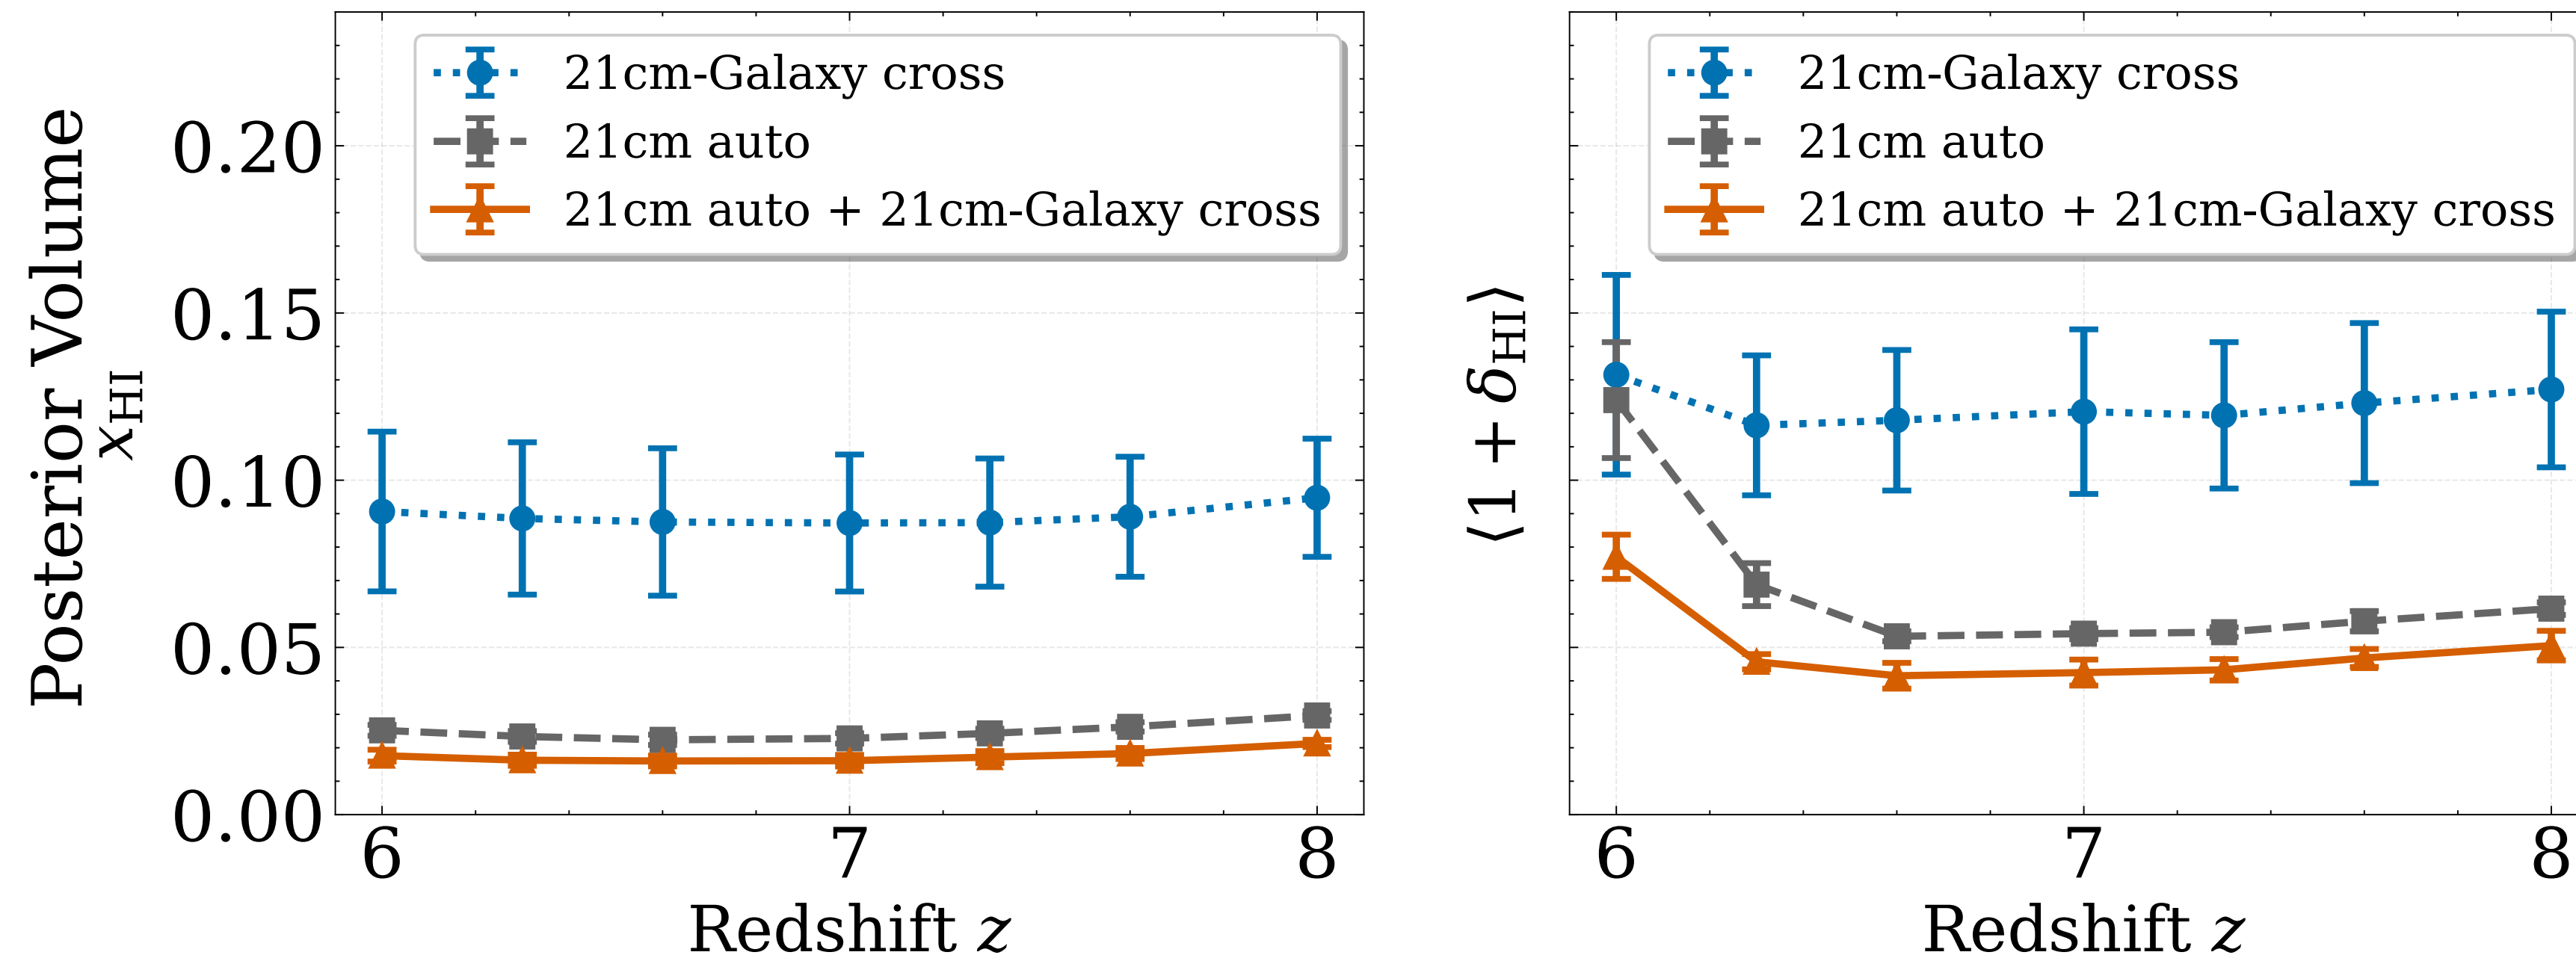 Posterior Volume
x_HI
0.20
0.15
0.10
0.05
0.00
21cm-Galaxy cross
21cm auto
21cm auto + 21cm-Galaxy cross
6 7 8
Redshift z
⟨1 + δ_HI⟩
21cm-Galaxy cross
21cm auto
21cm auto + 21cm-Galaxy cross
6 7 8
Redshift z